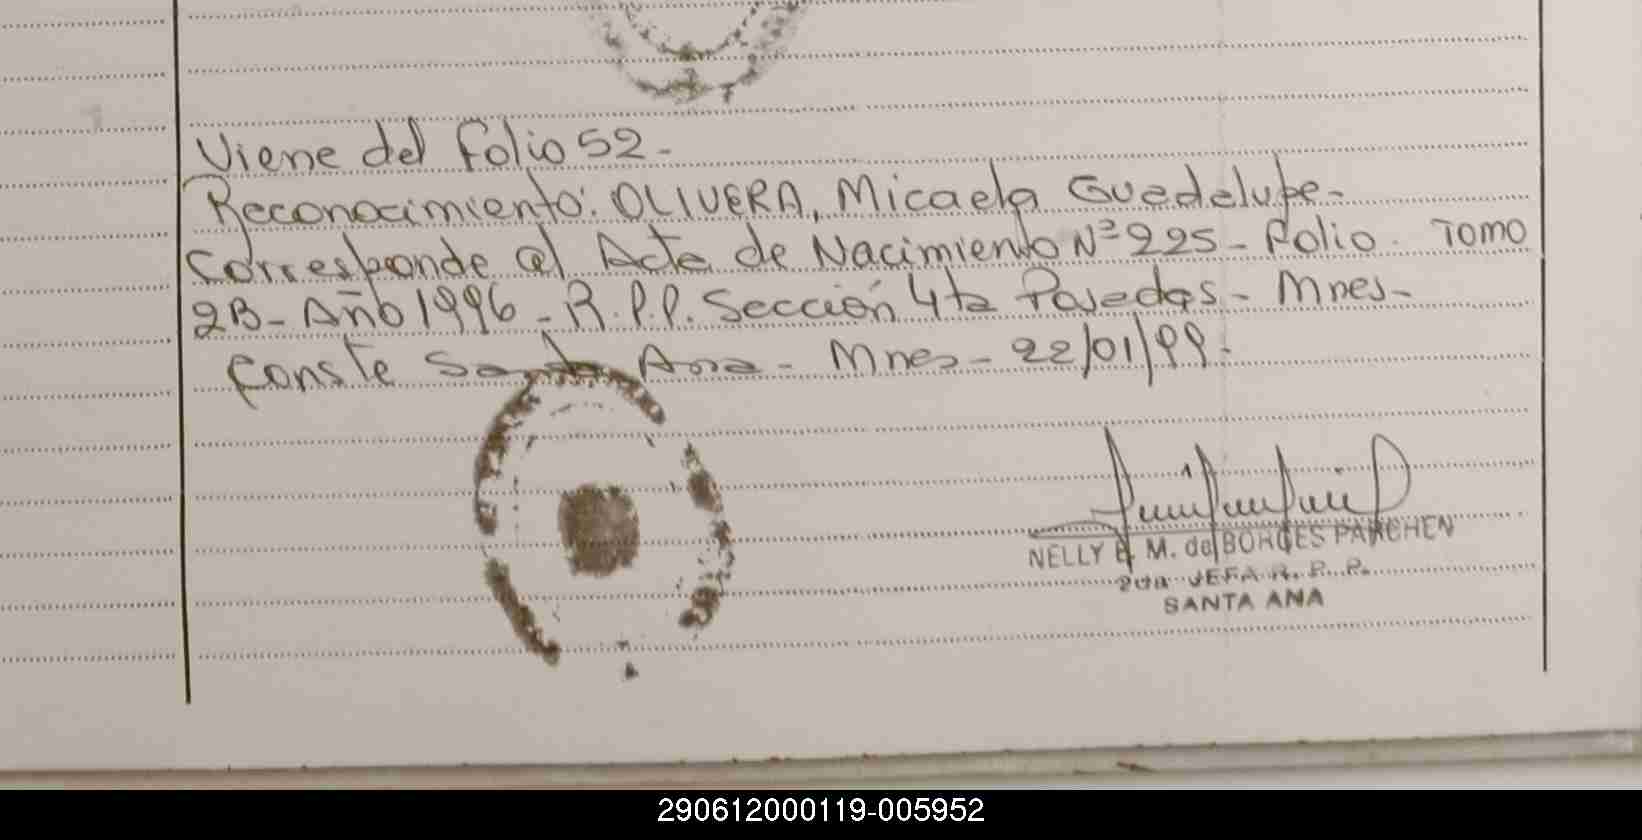 Viene del folio 52-
Reconocimiento: OLIVERA, Micaela Guadalupe-
Corresponde al Acta de Nacimiento Nº 225- Folio. TOMO
2B- Año 1996- R.P.P. Sección 4ta Posadas- Mnes-
Conste Santa Ana- Mnes- 22/01/99.
NELLY E. M. de BORGES PARCHEN
2da JEFA R. P. P.
SANTA ANA
290612000119-005952